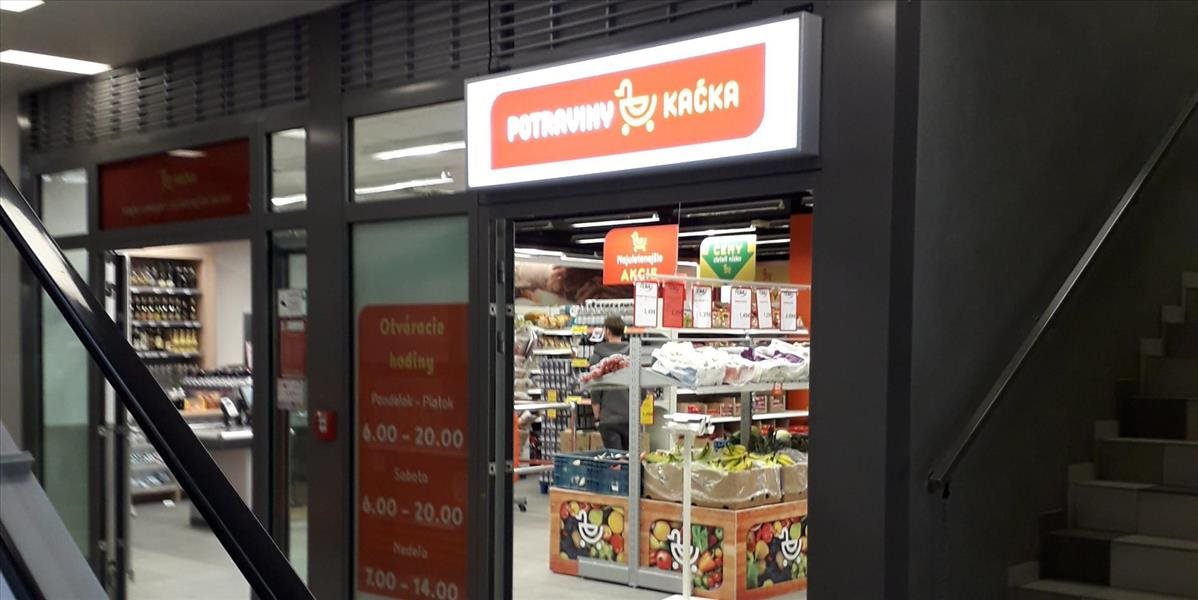 POTRAVINY KAČKA
Najuletenejšie
AKCIE
CENY
Otváracie
hodiny
Pondelok - Piatok
6.00 - 20.00
Sobota
6.00 - 20.00
Nedeľa
7.00 - 14.00